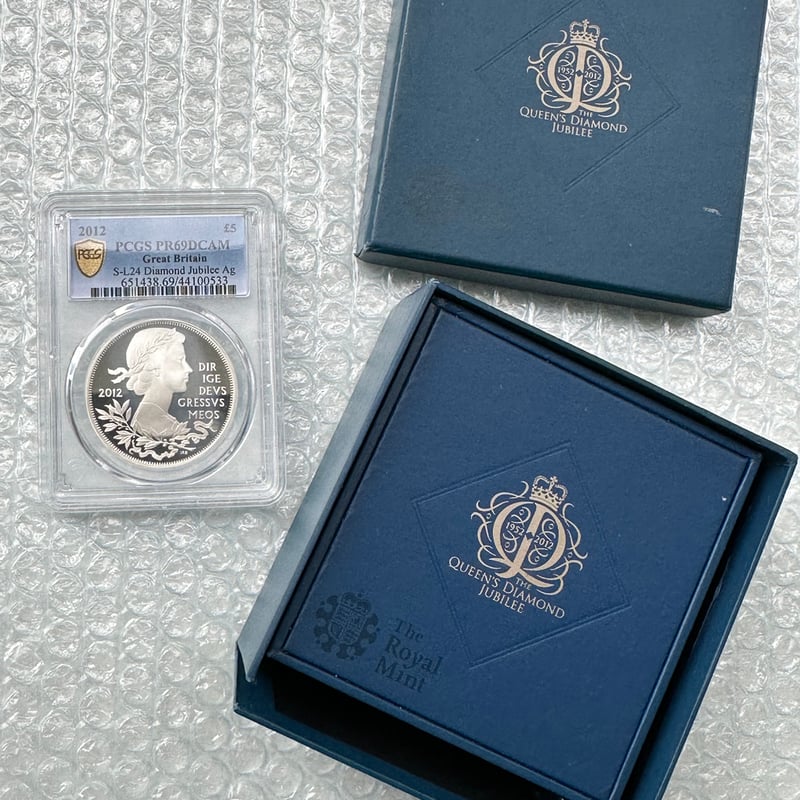 2012 £5
PCGS PR69DCAM
PCGS
Great Britain
S-L24 Diamond Jubilee Ag
651438.69/44100533
2012
DIR
IGE
DEVS
GRESSVS
MEOS
1952 2012
THE
QUEEN'S DIAMOND
JUBILEE
1952 2012
THE
QUEEN'S DIAMOND
JUBILEE
The
Royal
Mint